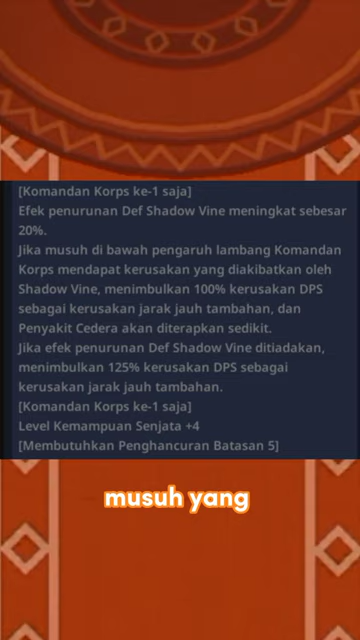 [Komandan Korps ke-1 saja]
Efek penurunan Def Shadow Vine meningkat sebesar
20%.
Jika musuh di bawah pengaruh lambang Komandan
Korps mendapat kerusakan yang diakibatkan oleh
Shadow Vine, menimbulkan 100% kerusakan DPS
sebagai kerusakan jarak jauh tambahan, dan
Penyakit Cedera akan diterapkan sedikit.
Jika efek penurunan Def Shadow Vine ditiadakan,
menimbulkan 125% kerusakan DPS sebagai
kerusakan jarak jauh tambahan.
[Komandan Korps ke-1 saja]
Level Kemampuan Senjata +4
[Membutuhkan Penghancuran Batasan 5]
musuh yang